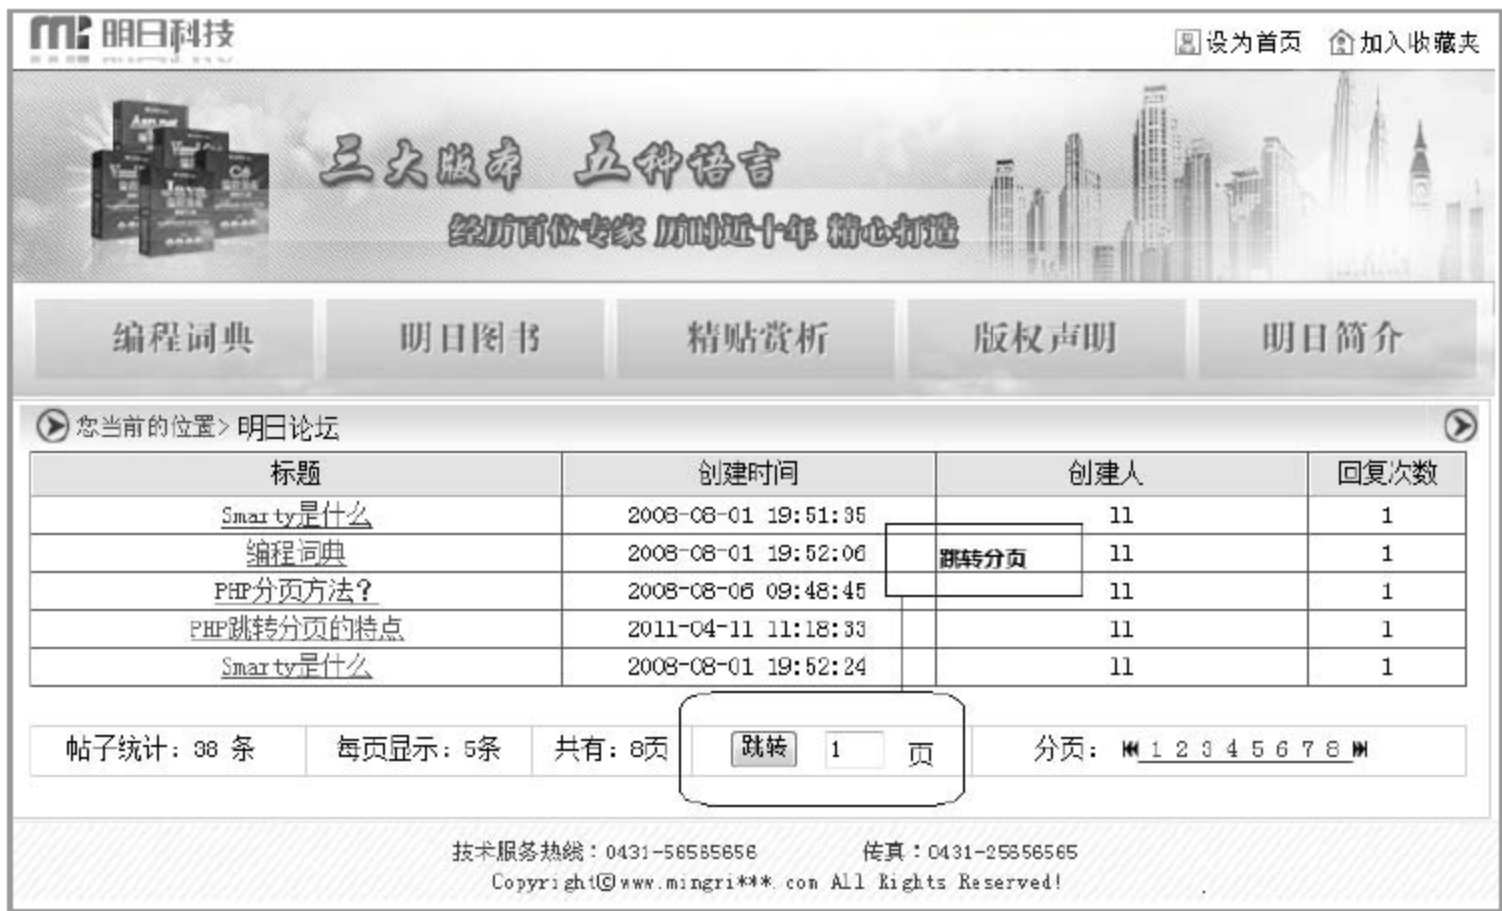 明日科技
设为首页 加入收藏夹
三大版本 五种语言
经历百位专家 历时近十年 精心打造
编程词典 明日图书 精贴赏析 版权声明 明日简介
您当前的位置> 明日论坛
标题 创建时间 创建人 回复次数
Smarty是什么 2008-08-01 19:51:35 11 1
编程词典 2008-08-01 19:52:06 11 1
跳转分页
PHP分页方法? 2008-08-06 09:48:45 11 1
PHP跳转分页的特点 2011-04-11 11:18:33 11 1
Smarty是什么 2008-08-01 19:52:24 11 1
帖子统计: 38 条 每页显示: 5条 共有: 8页 跳转 1 页 分页: 1 2 3 4 5 6 7 8
技术服务热线:0431-56565656 传真:0431-25656565
Copyright©www.mingri***.com All Rights Reserved!